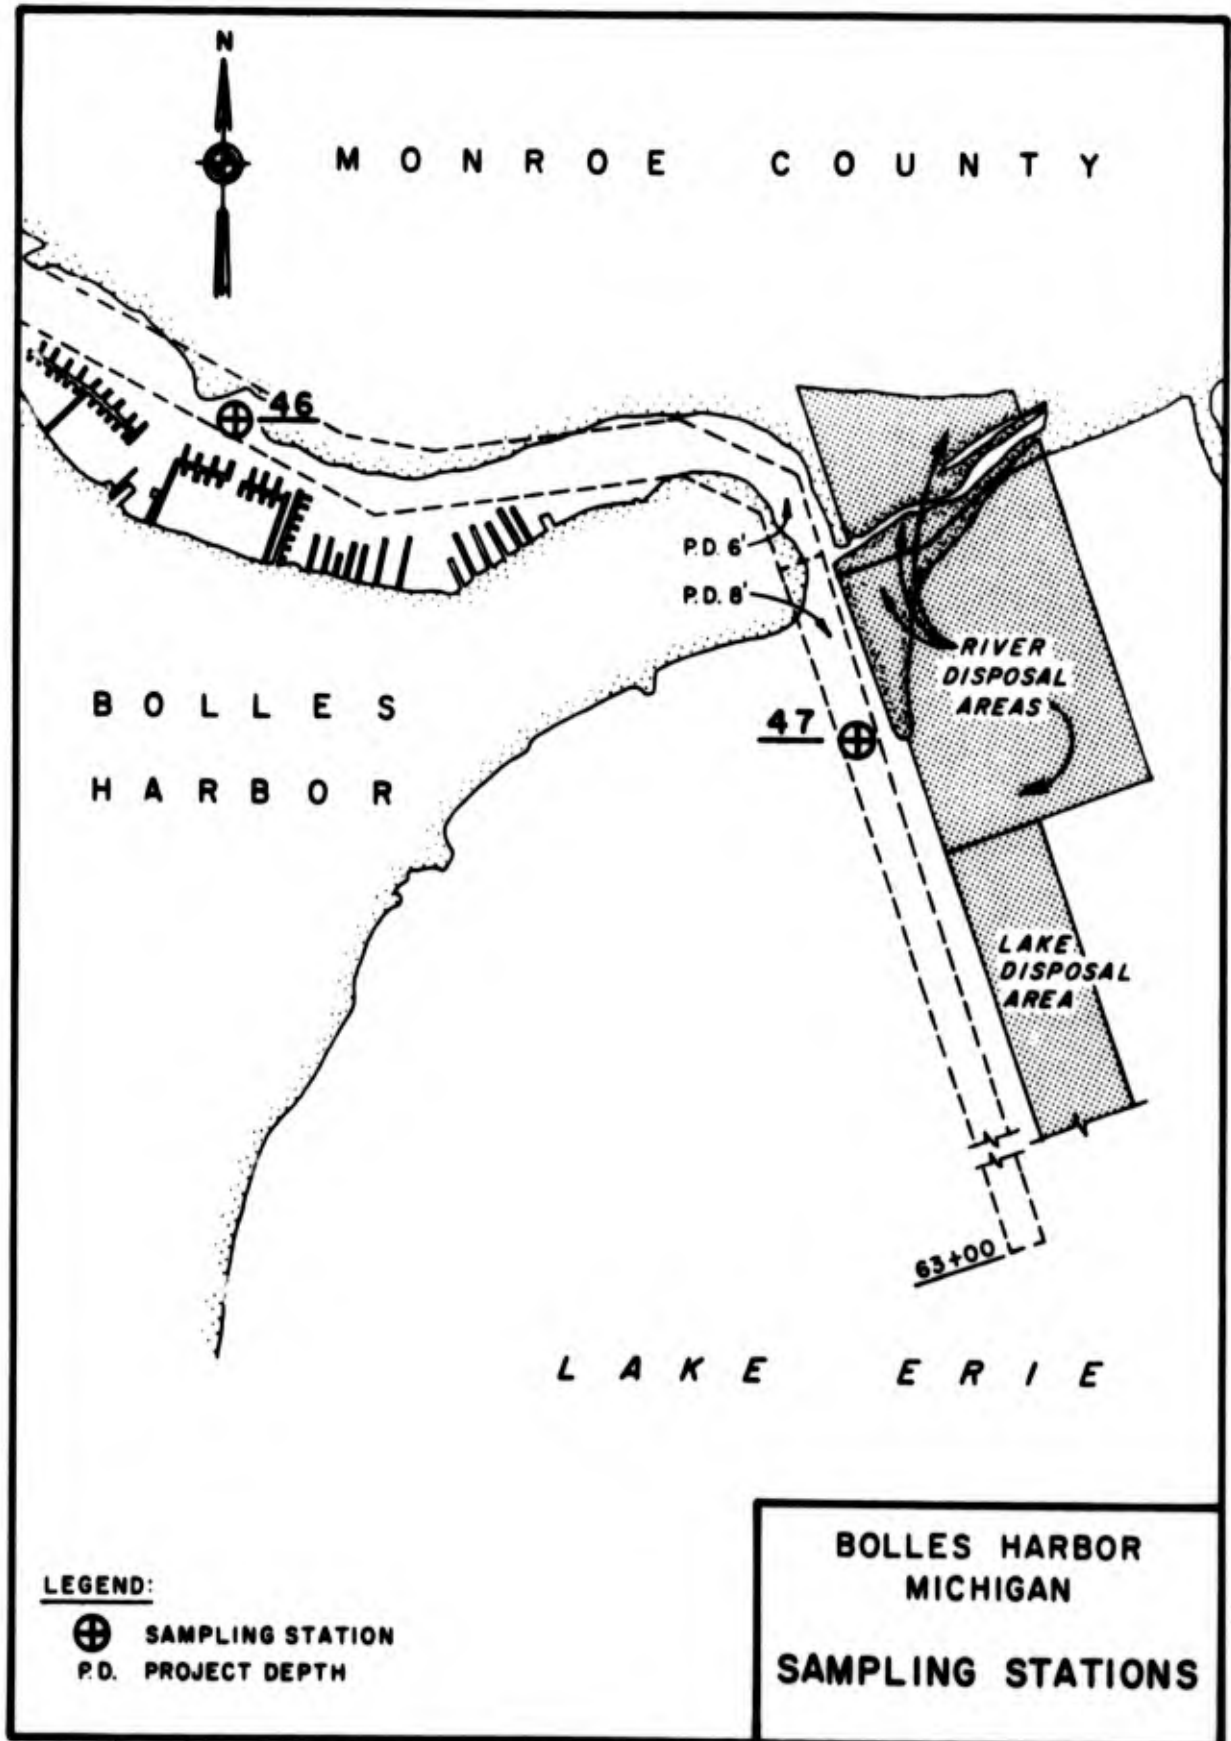 N
MONROE COUNTY
46
P.D. 6'
P.D. 8'
RIVER
DISPOSAL
AREAS
BOLLES
HARBOR
47
LAKE
DISPOSAL
AREA
63+00
LAKE ERIE
LEGEND:
SAMPLING STATION
P.D. PROJECT DEPTH
BOLLES HARBOR
MICHIGAN
SAMPLING STATIONS